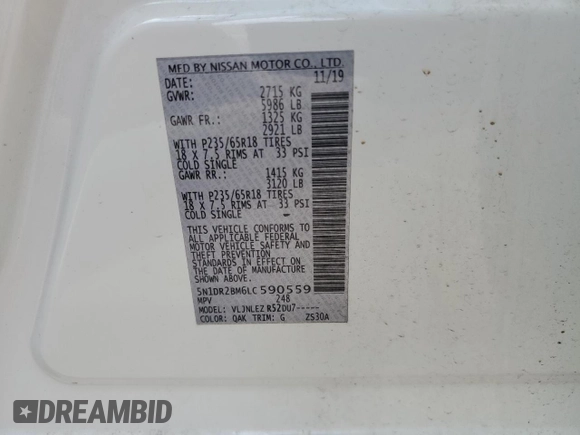 MFD BY NISSAN MOTOR CO., LTD.
DATE: 11/19
GVWR: 2715 KG
5986 LB
GAWR FR.: 1325 KG
2921 LB
WITH P235/65R18 TIRES
18 X 7.5 RIMS AT 33 PSI
COLD SINGLE
GAWR RR.: 1415 KG
3120 LB
WITH P235/65R18 TIRES
18 X 7.5 RIMS AT 33 PSI
COLD SINGLE -
THIS VEHICLE CONFORMS TO
ALL APPLICABLE FEDERAL
MOTOR VEHICLE SAFETY AND
THEFT PREVENTION
STANDARDS IN EFFECT ON
THE DATE OF MANUFACTURE
SHOWN ABOVE.
5N1DR2BM6LC590559
MPV 248
MODEL: VLJNLEZ R52DU7-----
COLOR: QAK TRIM: G ZS30A
DREAMBID